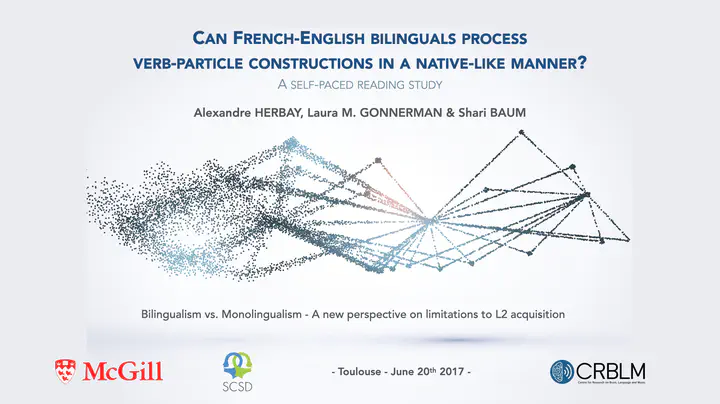 CAN FRENCH-ENGLISH BILINGUALS PROCESS
VERB-PARTICLE CONSTRUCTIONS IN A NATIVE-LIKE MANNER?
A SELF-PACED READING STUDY
Alexandre HERBAY, Laura M. GONNERMAN & Shari BAUM
Bilingualism vs. Monolingualism - A new perspective on limitations to L2 acquisition
McGill
SCSD
- Toulouse - June 20th 2017 -
CRBLM
Centre for Research on Brain, Language and Music